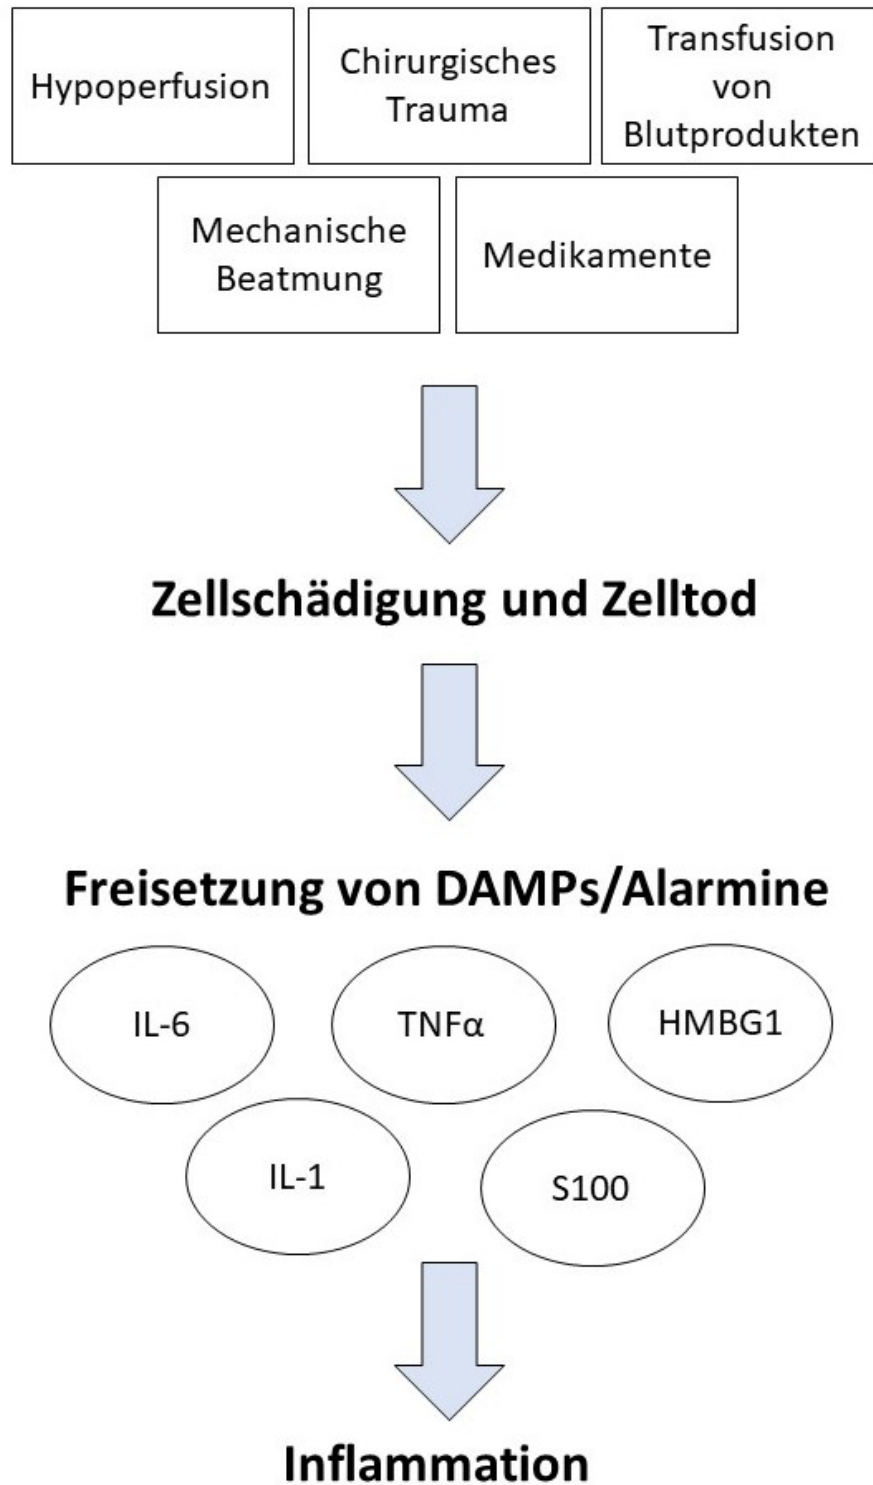 Hypoperfusion
Chirurgisches
Trauma
Transfusion
von
Blutprodukten
Mechanische
Beatmung
Medikamente
Zellschädigung und Zelltod
Freisetzung von DAMPs/Alarmine
IL-6
TNFα
HMBG1
IL-1
S100
Inflammation